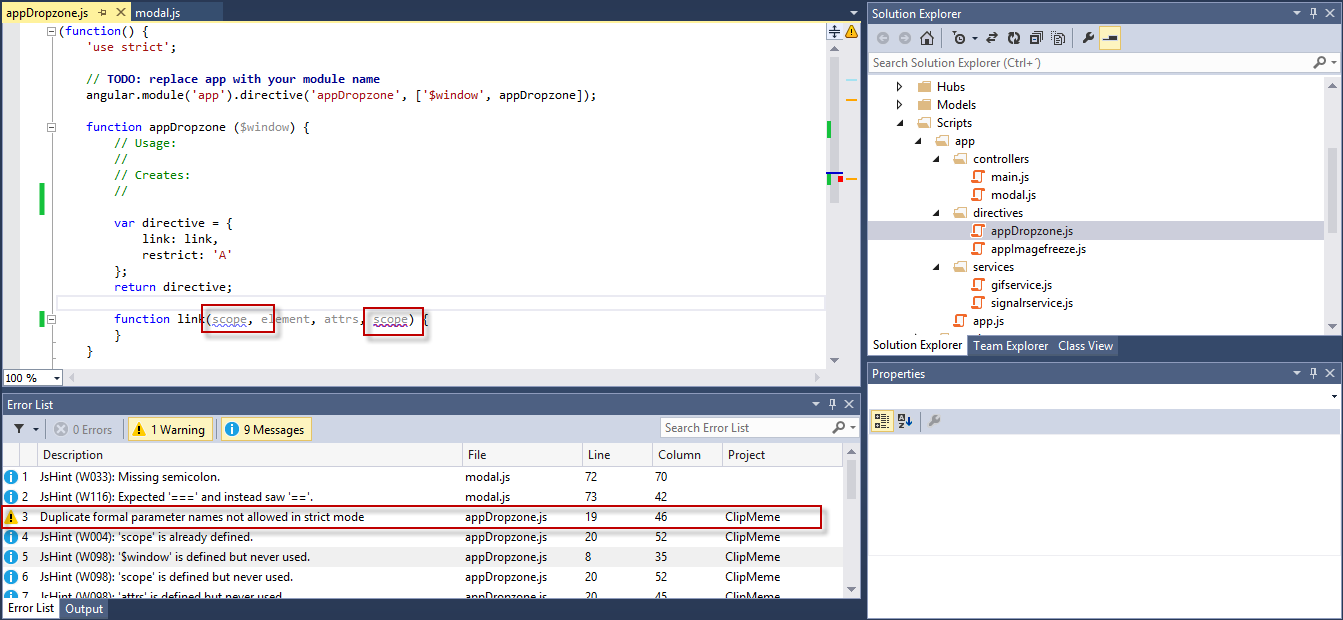 appDropzone.js
modal.js
(function() {
'use strict';
// TODO: replace app with your module name
angular.module('app').directive('appDropzone', ['$window', appDropzone]);
function appDropzone ($window) {
// Usage:
//
// Creates:
//
var directive = {
link: link,
restrict: 'A'
};
return directive;
function link(scope, element, attrs, scope) {
}
}
100 %
Error List
0 Errors
1 Warning
9 Messages
Search Error List
Description File Line Column Project
1 JsHint (W033): Missing semicolon. modal.js 72 70
2 JsHint (W116): Expected '===' and instead saw '=='. modal.js 73 42
3 Duplicate formal parameter names not allowed in strict mode appDropzone.js 19 46 ClipMeme
4 JsHint (W004): 'scope' is already defined. appDropzone.js 20 52 ClipMeme
5 JsHint (W098): '$window' is defined but never used. appDropzone.js 8 35 ClipMeme
6 JsHint (W098): 'scope' is defined but never used. appDropzone.js 20 52 ClipMeme
7 JsHint (W098): 'attrs' is defined but never used. appDropzone.js 20 45 ClipMeme
Error List Output
Solution Explorer
Search Solution Explorer (Ctrl+´)
Hubs
Models
Scripts
app
controllers
main.js
modal.js
directives
appDropzone.js
appImagefreeze.js
services
gifservice.js
signalrservice.js
app.js
Solution Explorer Team Explorer Class View
Properties